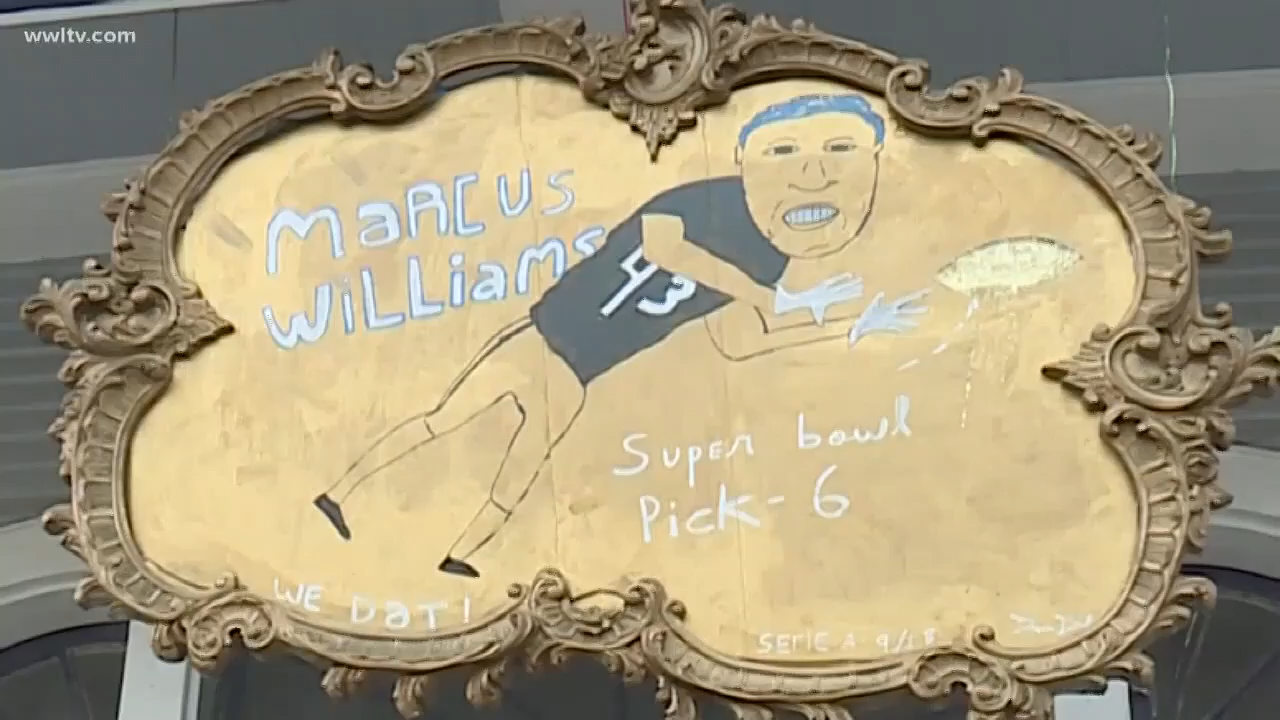 wwltv.com
MaRCUS
WiLLiamS
43
Super bowl
Pick-6
WE DaT!
SERIE A 9/18